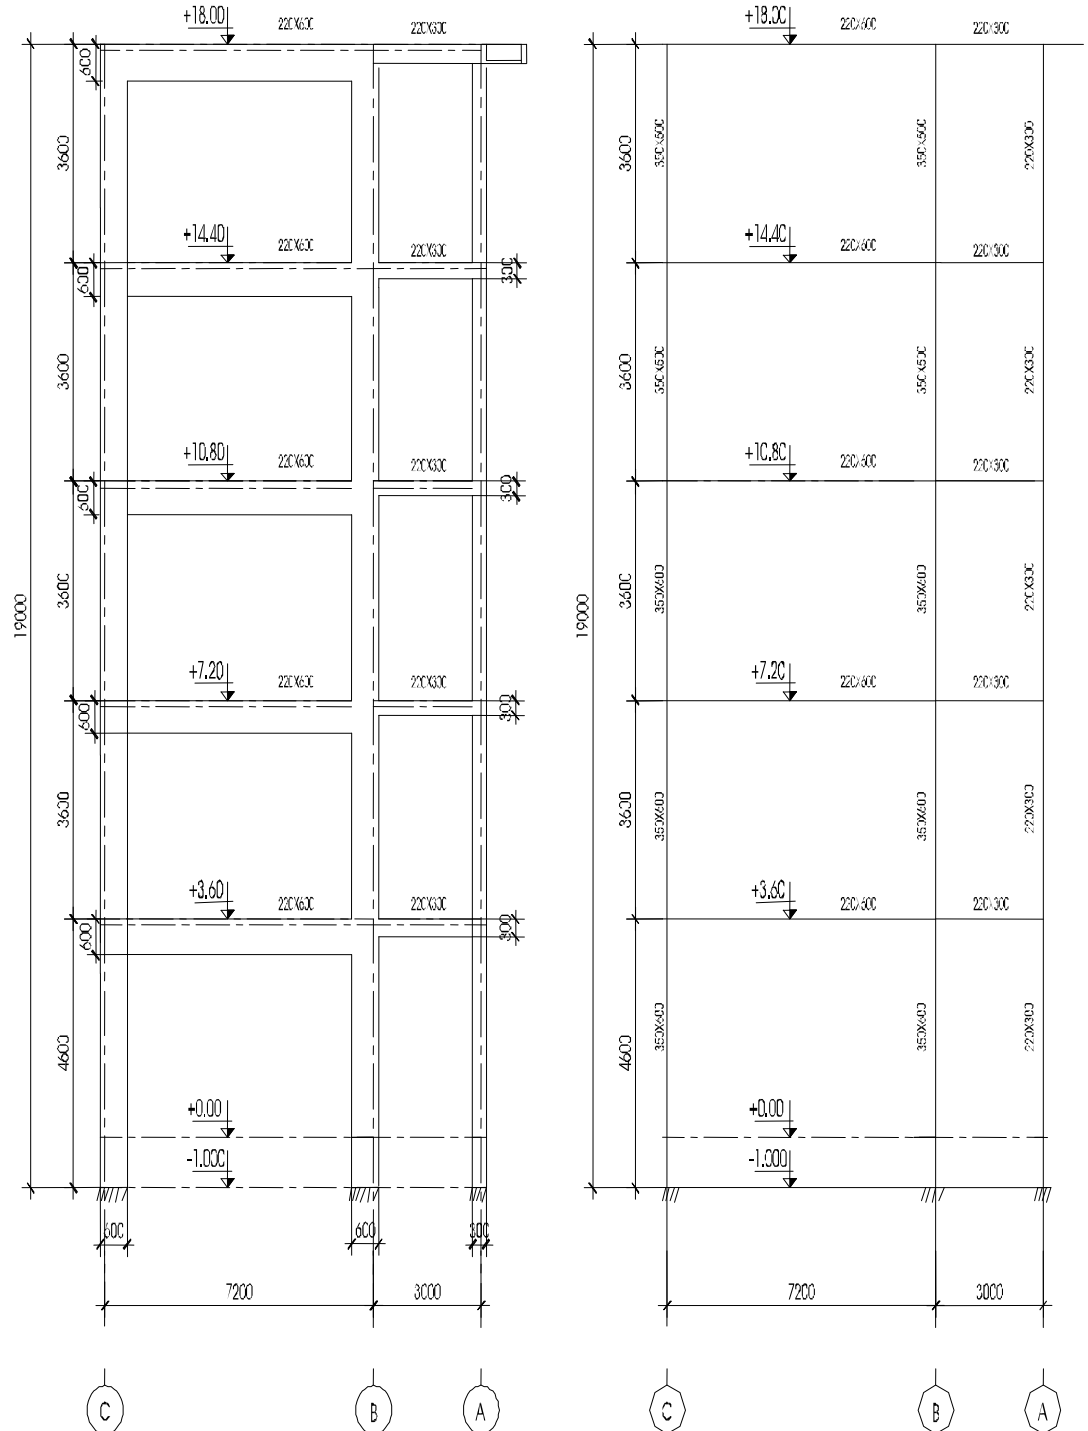 +18.00 220X600 220X300 +18.00 220X600 220X300
600
3600 3600 350X500 350X500 220X300
+14.40 220X600 220X300 +14.40 220X600 220X300
600 300
3600 3600 350X500 350X500 220X300
+10.80 220X600 220X300 +10.80 220X600 220X300
600 300
3600 3600 350X600 350X600 220X300
19000 19000
+7.20 220X600 220X300 +7.20 220X600 220X300
600 300
3600 3600 350X600 350X600 220X300
+3.60 220X600 220X300 +3.60 220X600 220X300
600 300
4600 4600 350X600 350X600 220X300
+0.00 +0.00
-1.000 -1.000
600 600 300
7200 3000 7200 3000
C B A C B A